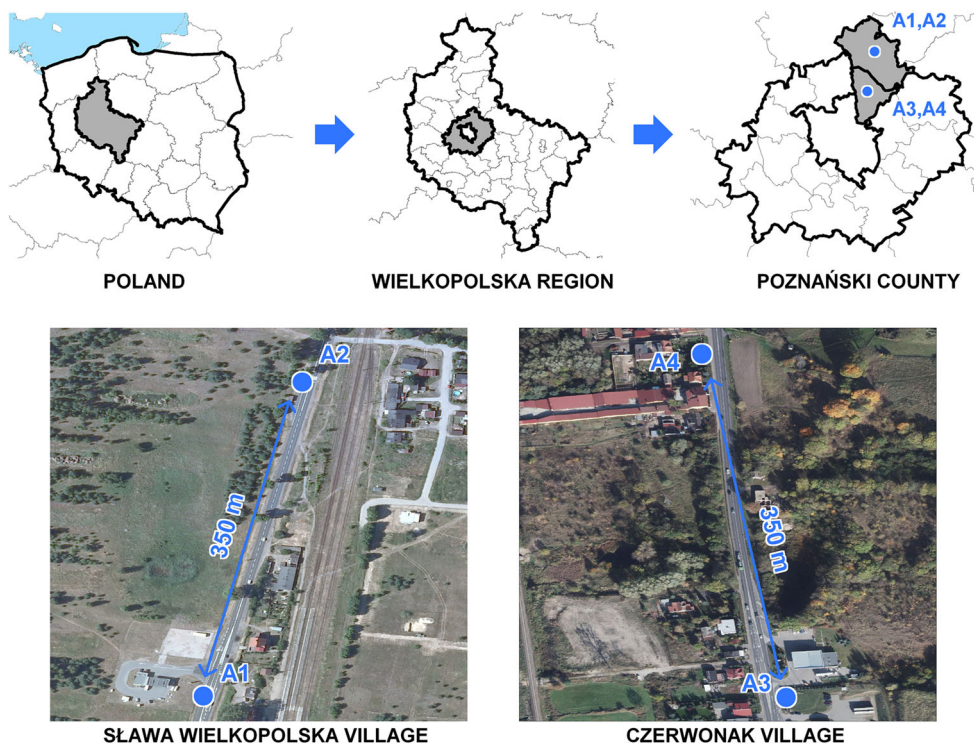 A1,A2
A3,A4
POLAND
WIELKOPOLSKA REGION
POZNAŃSKI COUNTY
A2
350 m
A1
A4
350 m
A3
SŁAWA WIELKOPOLSKA VILLAGE
CZERWONAK VILLAGE